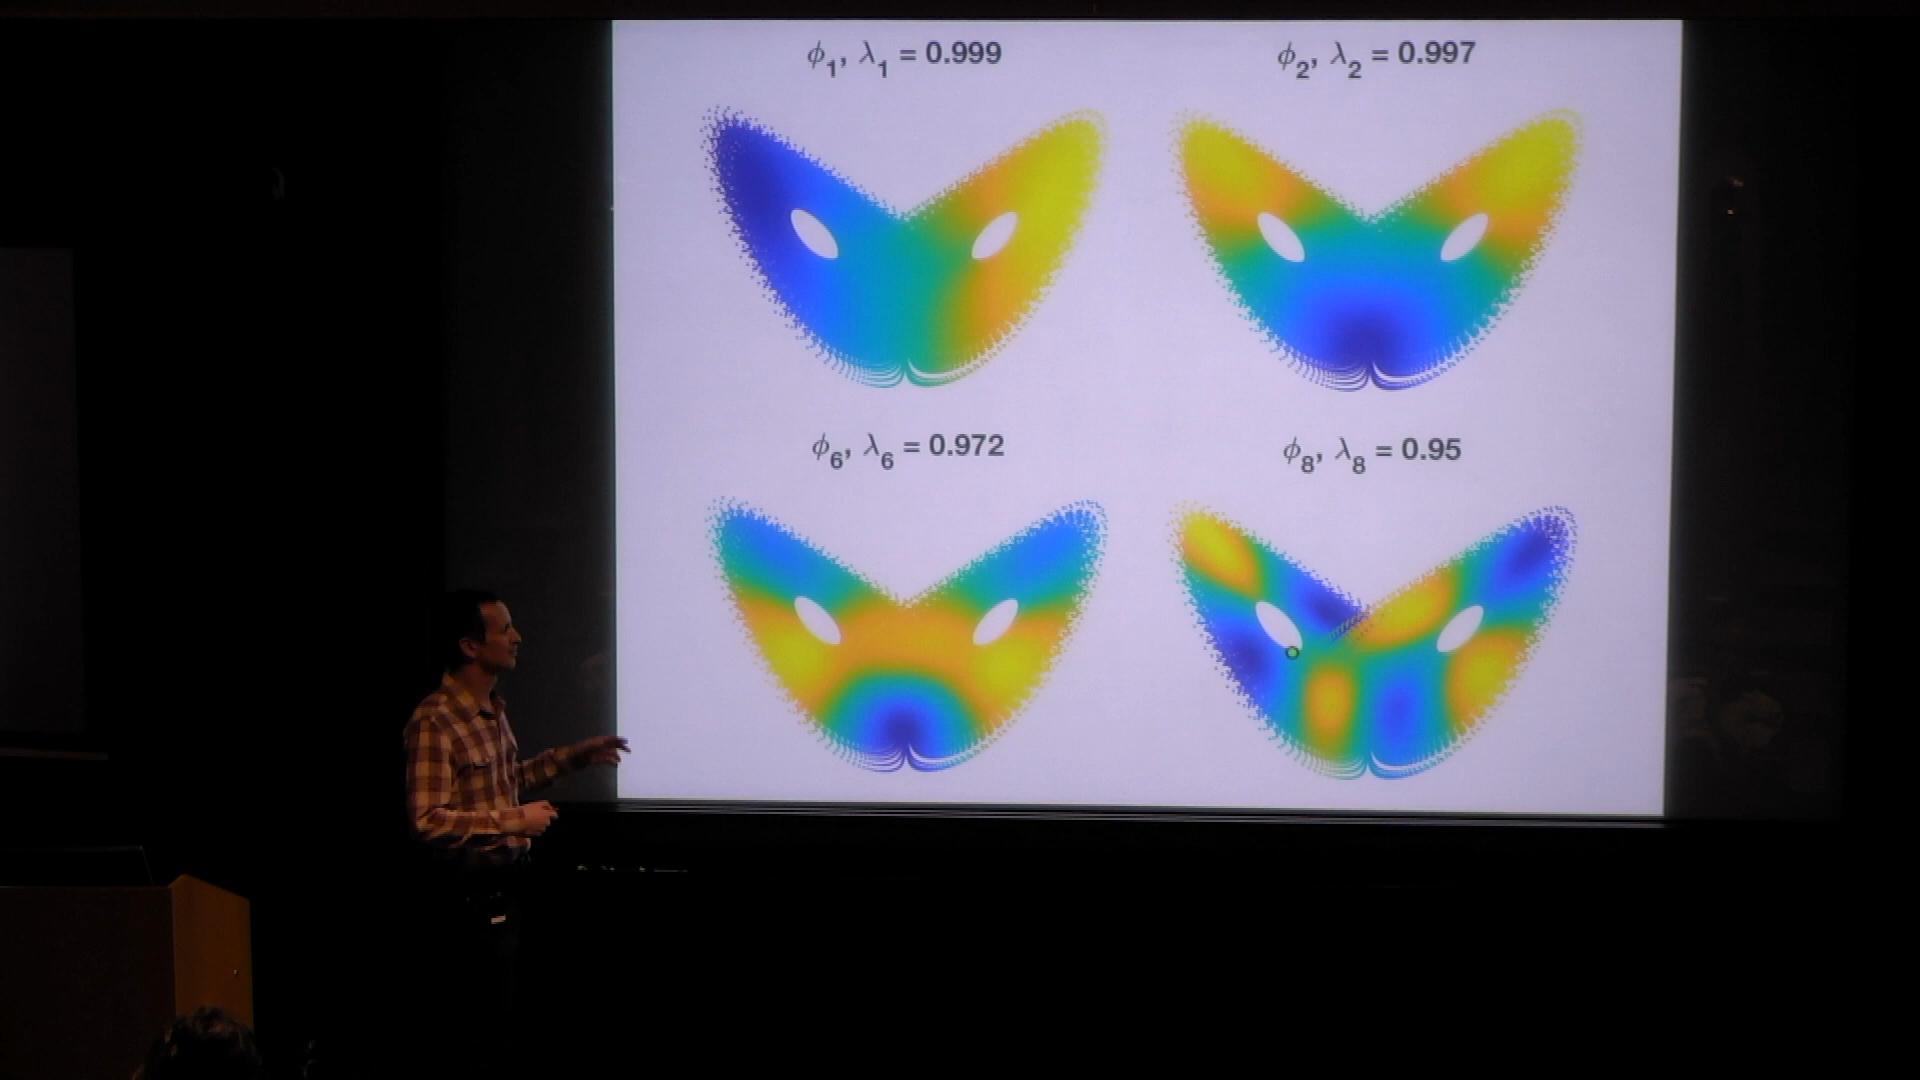 ϕ₁, λ₁ = 0.999
ϕ₂, λ₂ = 0.997
ϕ₆, λ₆ = 0.972
ϕ₈, λ₈ = 0.95